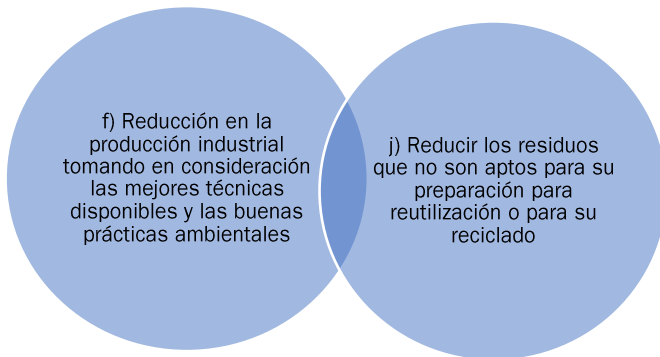 f) Reducción en la
producción industrial
tomando en consideración
las mejores técnicas
disponibles y las buenas
prácticas ambientales
j) Reducir los residuos
que no son aptos para su
preparación para
reutilización o para su
reciclado